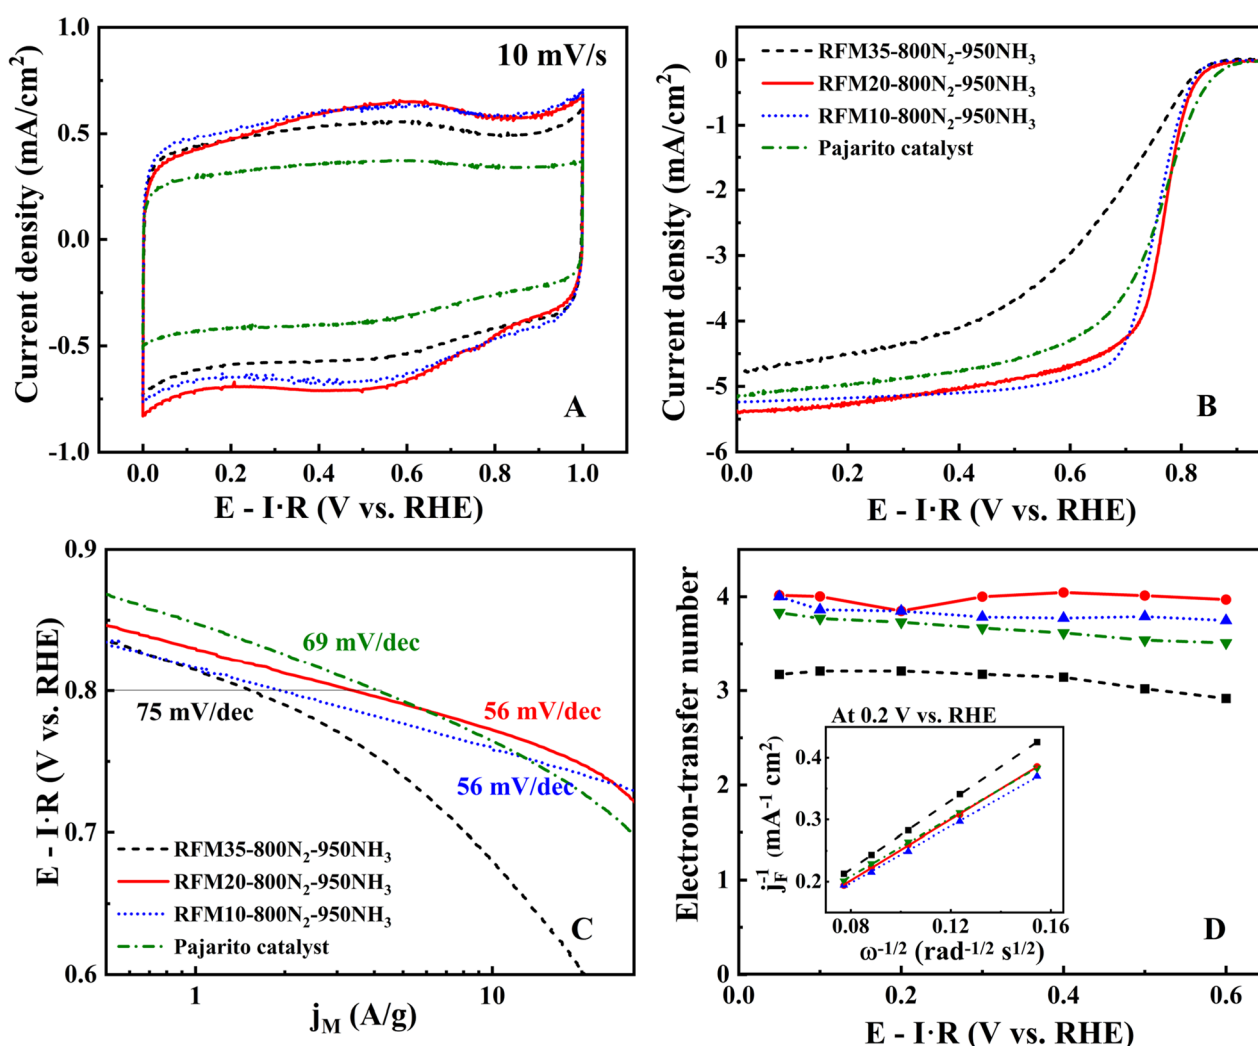 10 mV/s
1.0
0.5
0.0
-0.5
-1.0
Current density (mA/cm²)
0.0 0.2 0.4 0.6 0.8 1.0
E - I·R (V vs. RHE)
A
RFM35-800N₂-950NH₃
RFM20-800N₂-950NH₃
RFM10-800N₂-950NH₃
Pajarito catalyst
0
-1
-2
-3
-4
-5
-6
Current density (mA/cm²)
0.0 0.2 0.4 0.6 0.8
E - I·R (V vs. RHE)
B
0.9
0.8
0.7
0.6
E - I·R (V vs. RHE)
69 mV/dec
75 mV/dec
56 mV/dec
56 mV/dec
RFM35-800N₂-950NH₃
RFM20-800N₂-950NH₃
RFM10-800N₂-950NH₃
Pajarito catalyst
C
1 10
j_M (A/g)
4
3
2
1
0
Electron-transfer number
At 0.2 V vs. RHE
0.4
0.3
0.2
j_F⁻¹ (mA⁻¹ cm²)
0.08 0.12 0.16
ω⁻¹/² (rad⁻¹/² s¹/²)
D
0.0 0.2 0.4 0.6
E - I·R (V vs. RHE)